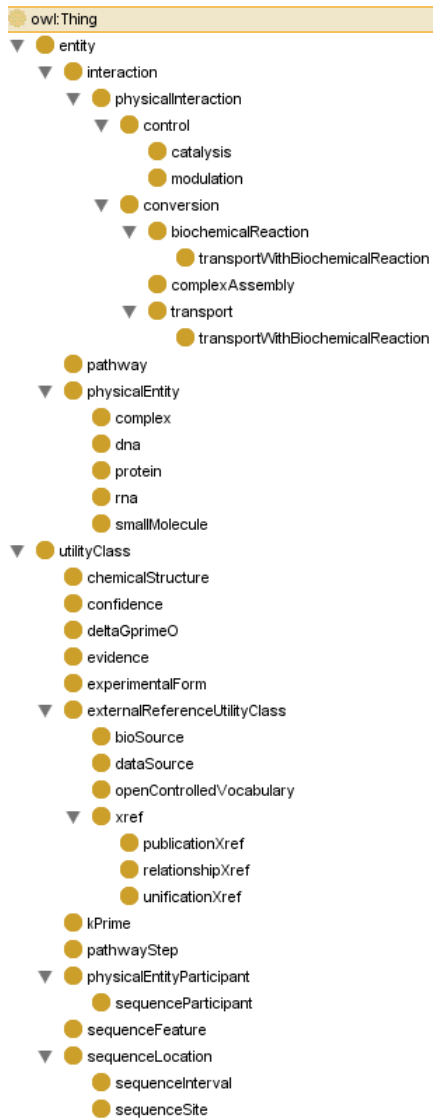 owl:Thing
entity
interaction
physicalInteraction
control
catalysis
modulation
conversion
biochemicalReaction
transportWithBiochemicalReaction
complexAssembly
transport
transportWithBiochemicalReaction
pathway
physicalEntity
complex
dna
protein
rna
smallMolecule
utilityClass
chemicalStructure
confidence
deltaGprimeO
evidence
experimentalForm
externalReferenceUtilityClass
bioSource
dataSource
openControlledVocabulary
xref
publicationXref
relationshipXref
unificationXref
kPrime
pathwayStep
physicalEntityParticipant
sequenceParticipant
sequenceFeature
sequenceLocation
sequenceInterval
sequenceSite